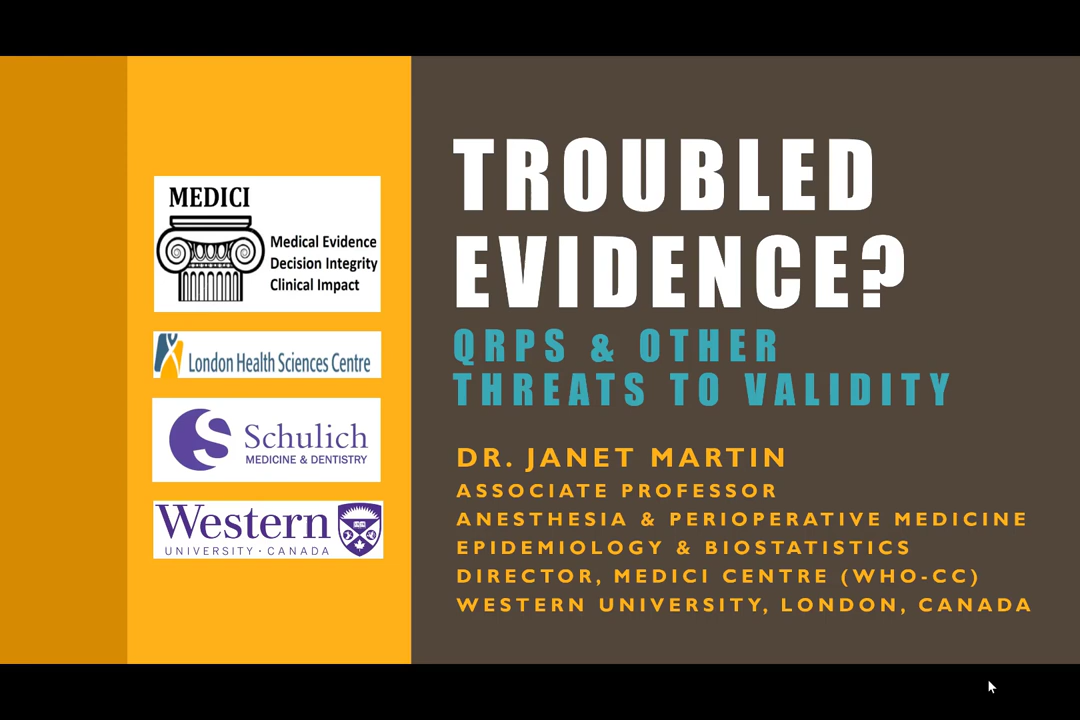 MEDICI
Medical Evidence
Decision Integrity
Clinical Impact
London Health Sciences Centre
Schulich
MEDICINE & DENTISTRY
Western
UNIVERSITY · CANADA
TROUBLED
EVIDENCE?
QRPS & OTHER
THREATS TO VALIDITY
DR. JANET MARTIN
ASSOCIATE PROFESSOR
ANESTHESIA & PERIOPERATIVE MEDICINE
EPIDEMIOLOGY & BIOSTATISTICS
DIRECTOR, MEDICI CENTRE (WHO-CC)
WESTERN UNIVERSITY, LONDON, CANADA